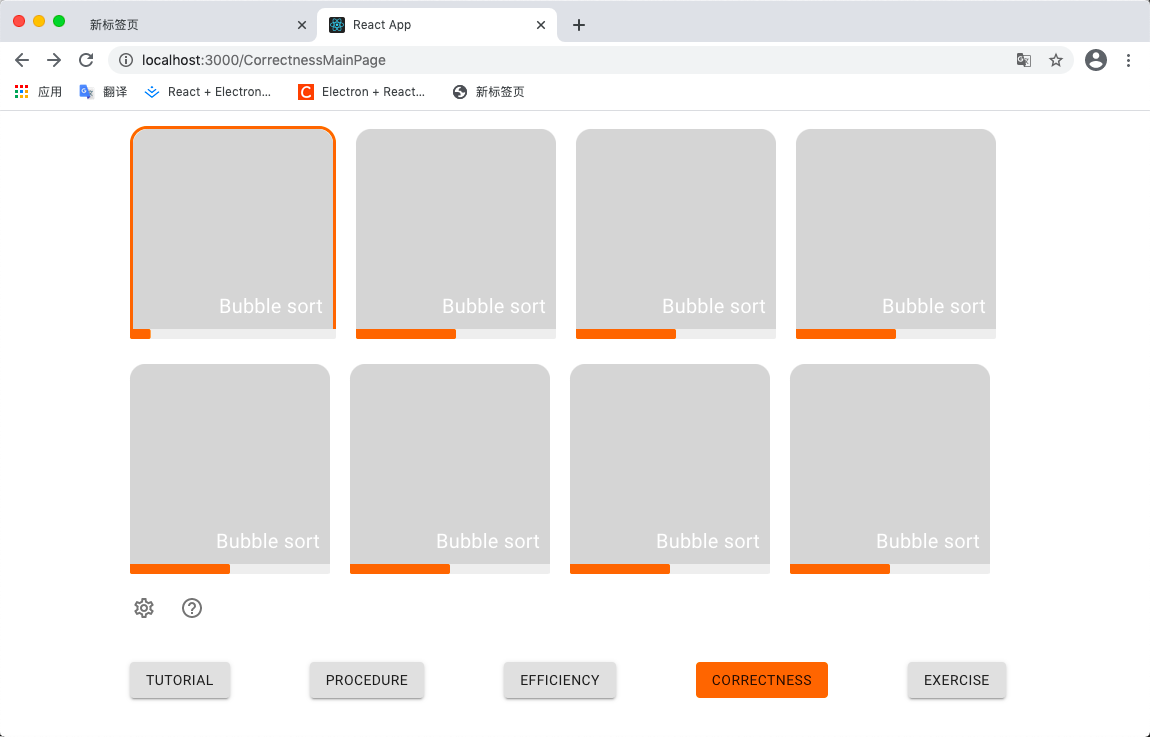 新标签页
React App
localhost:3000/CorrectnessMainPage
应用
翻译
React + Electron...
Electron + React...
新标签页
Bubble sort
Bubble sort
Bubble sort
Bubble sort
Bubble sort
Bubble sort
Bubble sort
Bubble sort
TUTORIAL
PROCEDURE
EFFICIENCY
CORRECTNESS
EXERCISE